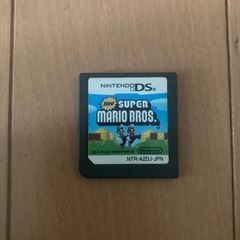 NINTENDO DS
New
SUPER
MARIO BROS.
Nintendo
NTR-A2DJ-JPN